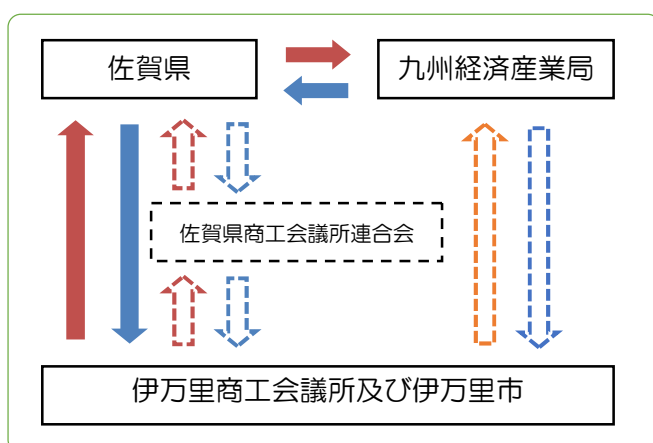 佐賀県
九州経済産業局
佐賀県商工会議所連合会
伊万里商工会議所及び伊万里市